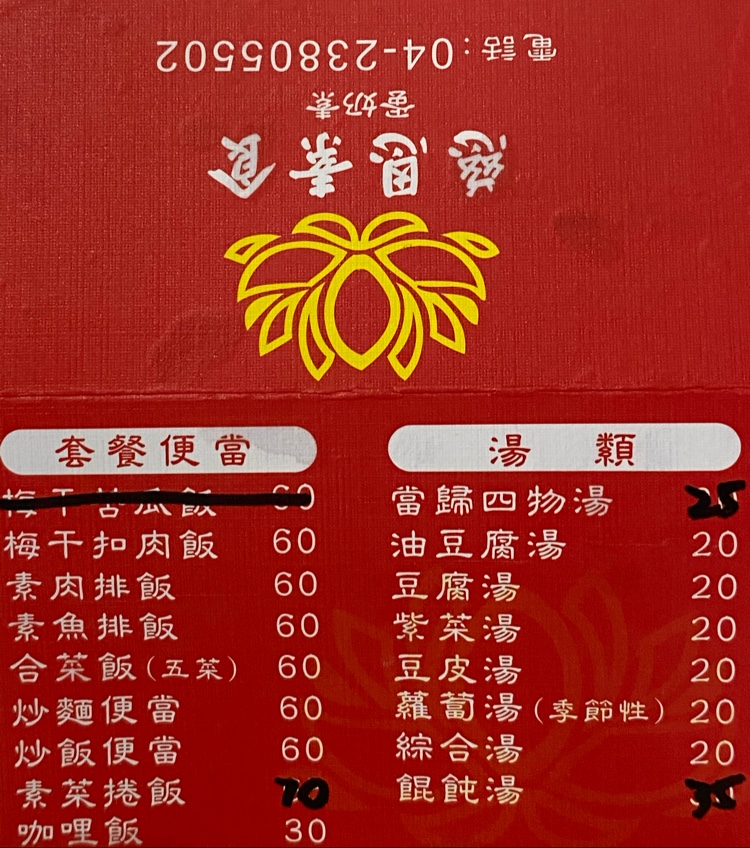 感恩素食
蛋奶素
電話:04-23805502
套餐便當
梅干苦瓜飯 60
梅干扣肉飯 60
素肉排飯 60
素魚排飯 60
合菜飯(五菜) 60
炒麵便當 60
炒飯便當 60
素菜捲飯 70
咖哩飯 30
湯 類
當歸四物湯 25
油豆腐湯 20
豆腐湯 20
紫菜湯 20
豆皮湯 20
蘿蔔湯(季節性) 20
綜合湯 20
餛飩湯 35